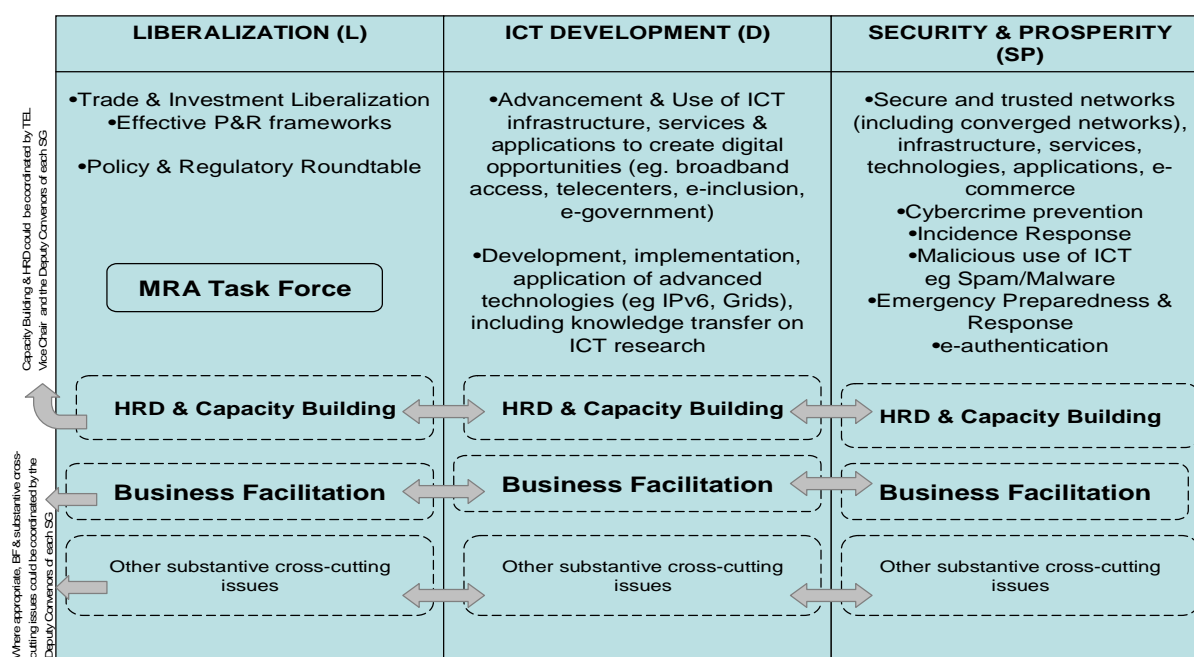 LIBERALIZATION (L)
•Trade & Investment Liberalization
•Effective P&R frameworks
•Policy & Regulatory Roundtable
MRA Task Force
HRD & Capacity Building
Business Facilitation
Other substantive cross-cutting
issues
ICT DEVELOPMENT (D)
•Advancement & Use of ICT
infrastructure, services &
applications to create digital
opportunities (eg. broadband
access, telecenters, e-inclusion,
e-government)
•Development, implementation,
application of advanced
technologies (eg IPv6, Grids),
including knowledge transfer on
ICT research
HRD & Capacity Building
Business Facilitation
Other substantive cross-cutting
issues
SECURITY & PROSPERITY
(SP)
•Secure and trusted networks
(including converged networks),
infrastructure, services,
technologies, applications, e-
commerce
•Cybercrime prevention
•Incidence Response
•Malicious use of ICT
eg Spam/Malware
•Emergency Preparedness &
Response
•e-authentication
HRD & Capacity Building
Business Facilitation
Other substantive cross-cutting
issues
Capacity Building & HRD could be coordinated by TEL
Vice Chair and the Deputy Convenors of each SG
Where appropriate, BF & substantive cross-
cutting issues could be coordinated by the
Deputy Convenors of each SG